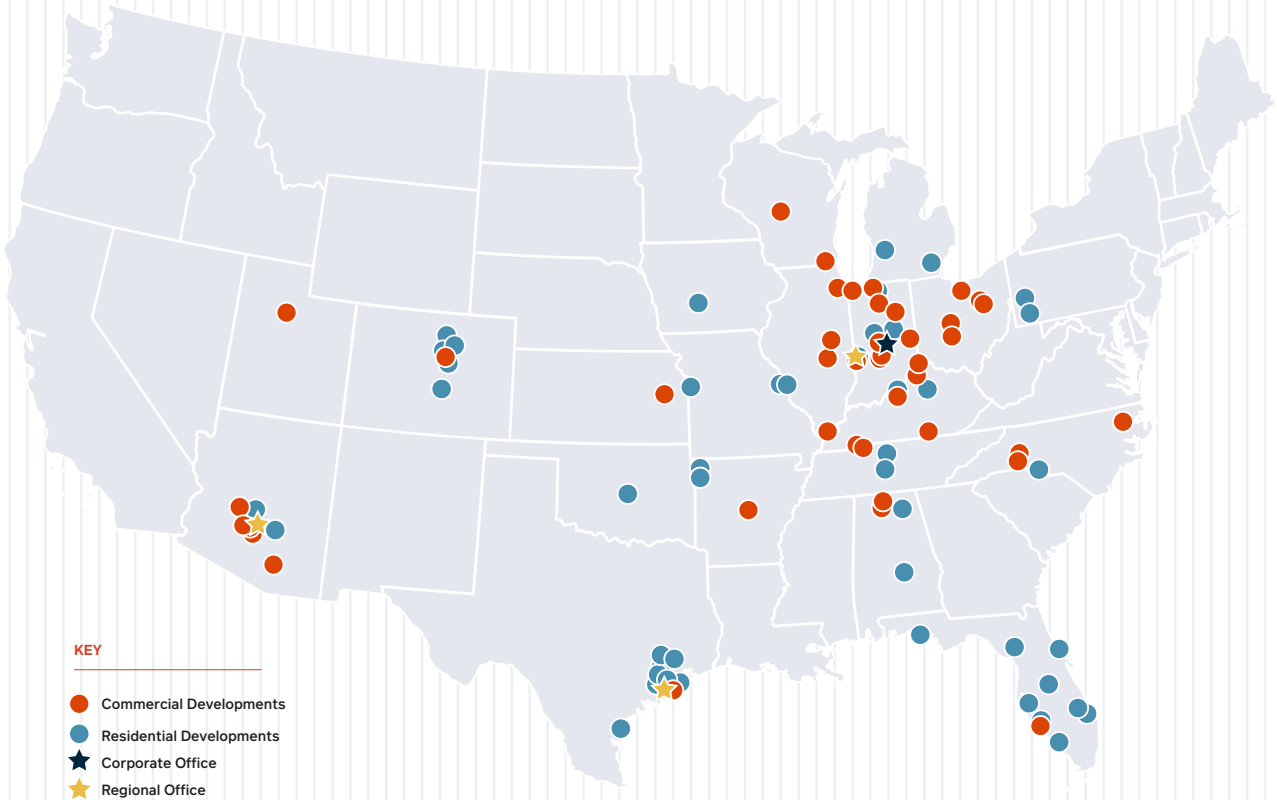 KEY
Commercial Developments
Residential Developments
Corporate Office
Regional Office